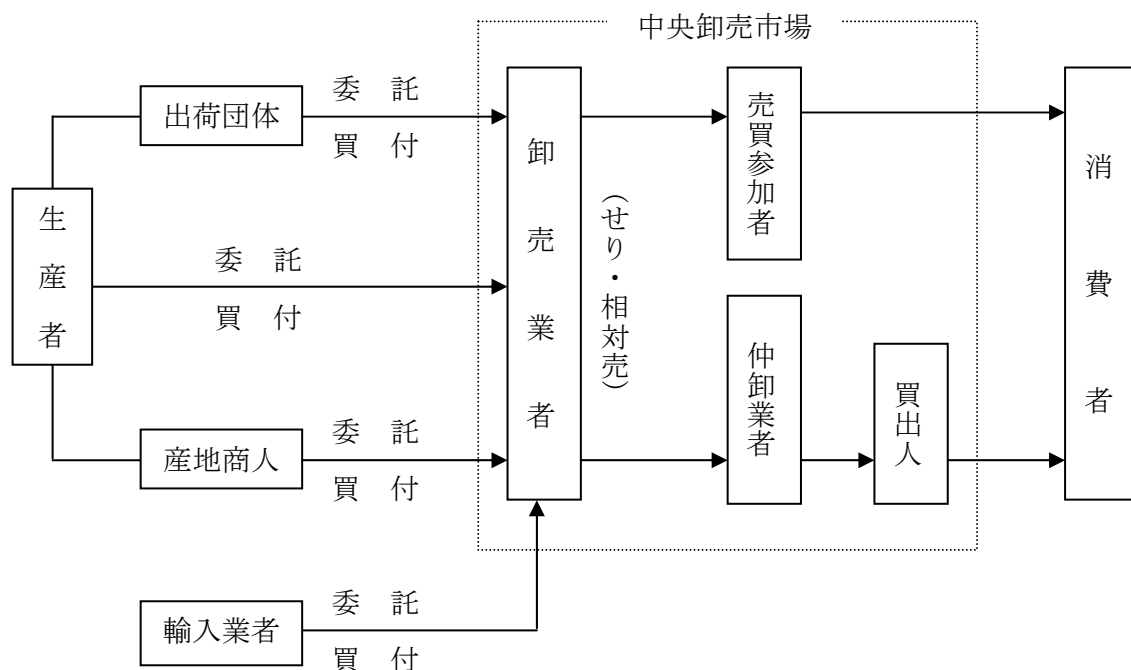 中央卸売市場
出荷団体
委 託
買 付
生産者
委 託
買 付
産地商人
委 託
買 付
輸入業者
委 託
買 付
卸売業者
(せり・相対売)
売買参加者
仲卸業者
買出人
消費者